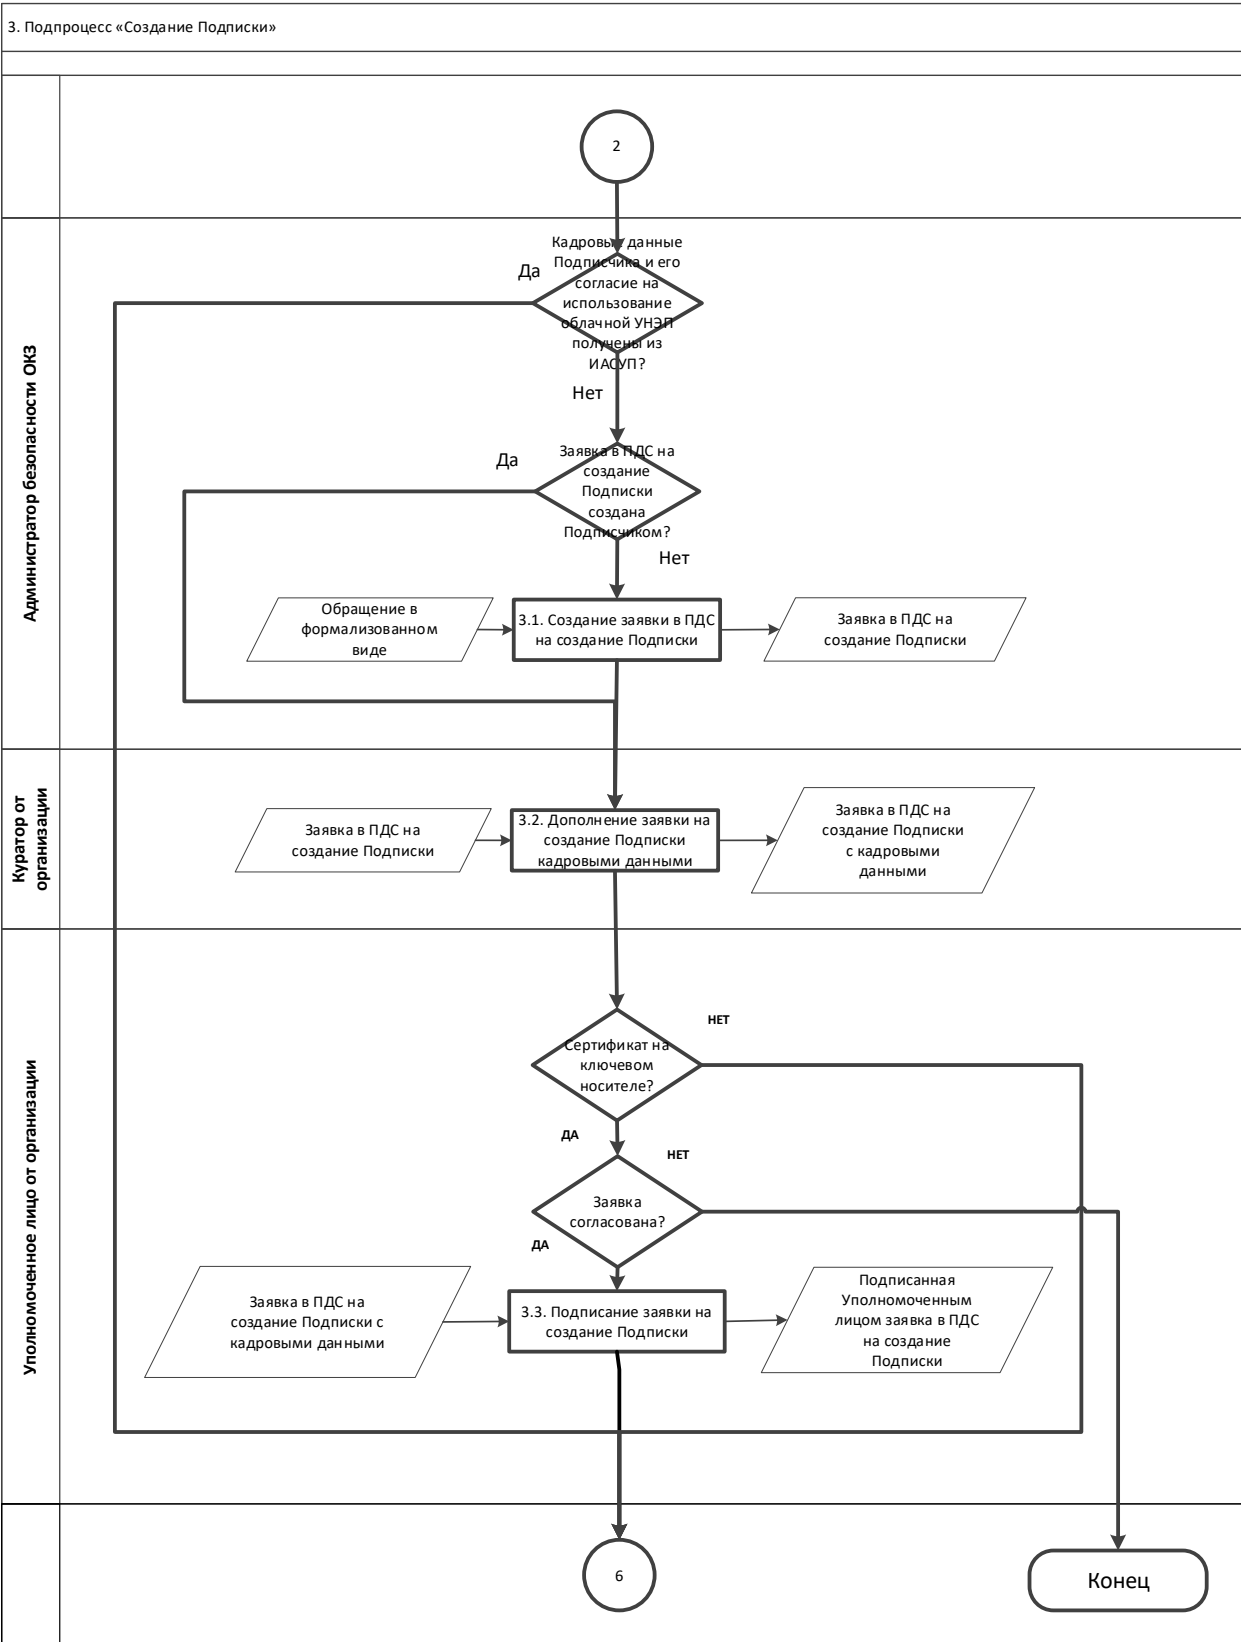 3. Подпроцесс «Создание Подписки»
2
Администратор безопасности ОКЗ
Кадровые данные
Подписчика и его
согласие на
использование
облачной УНЭП
получены из
ИАСУП?
Да
Нет
Заявка в ПДС на
создание
Подписки
создана
Подписчиком?
Да
Нет
Обращение в
формализованном
виде
3.1. Создание заявки в ПДС
на создание Подписки
Заявка в ПДС на
создание Подписки
Куратор от
организации
Заявка в ПДС на
создание Подписки
3.2. Дополнение заявки на
создание Подписки
кадровыми данными
Заявка в ПДС на
создание Подписки
с кадровыми
данными
Уполномоченное лицо от организации
Сертификат на
ключевом
носителе?
НЕТ
ДА
Заявка
согласована?
НЕТ
ДА
Заявка в ПДС на
создание Подписки с
кадровыми данными
3.3. Подписание заявки на
создание Подписки
Подписанная
Уполномоченным
лицом заявка в ПДС
на создание
Подписки
6
Конец